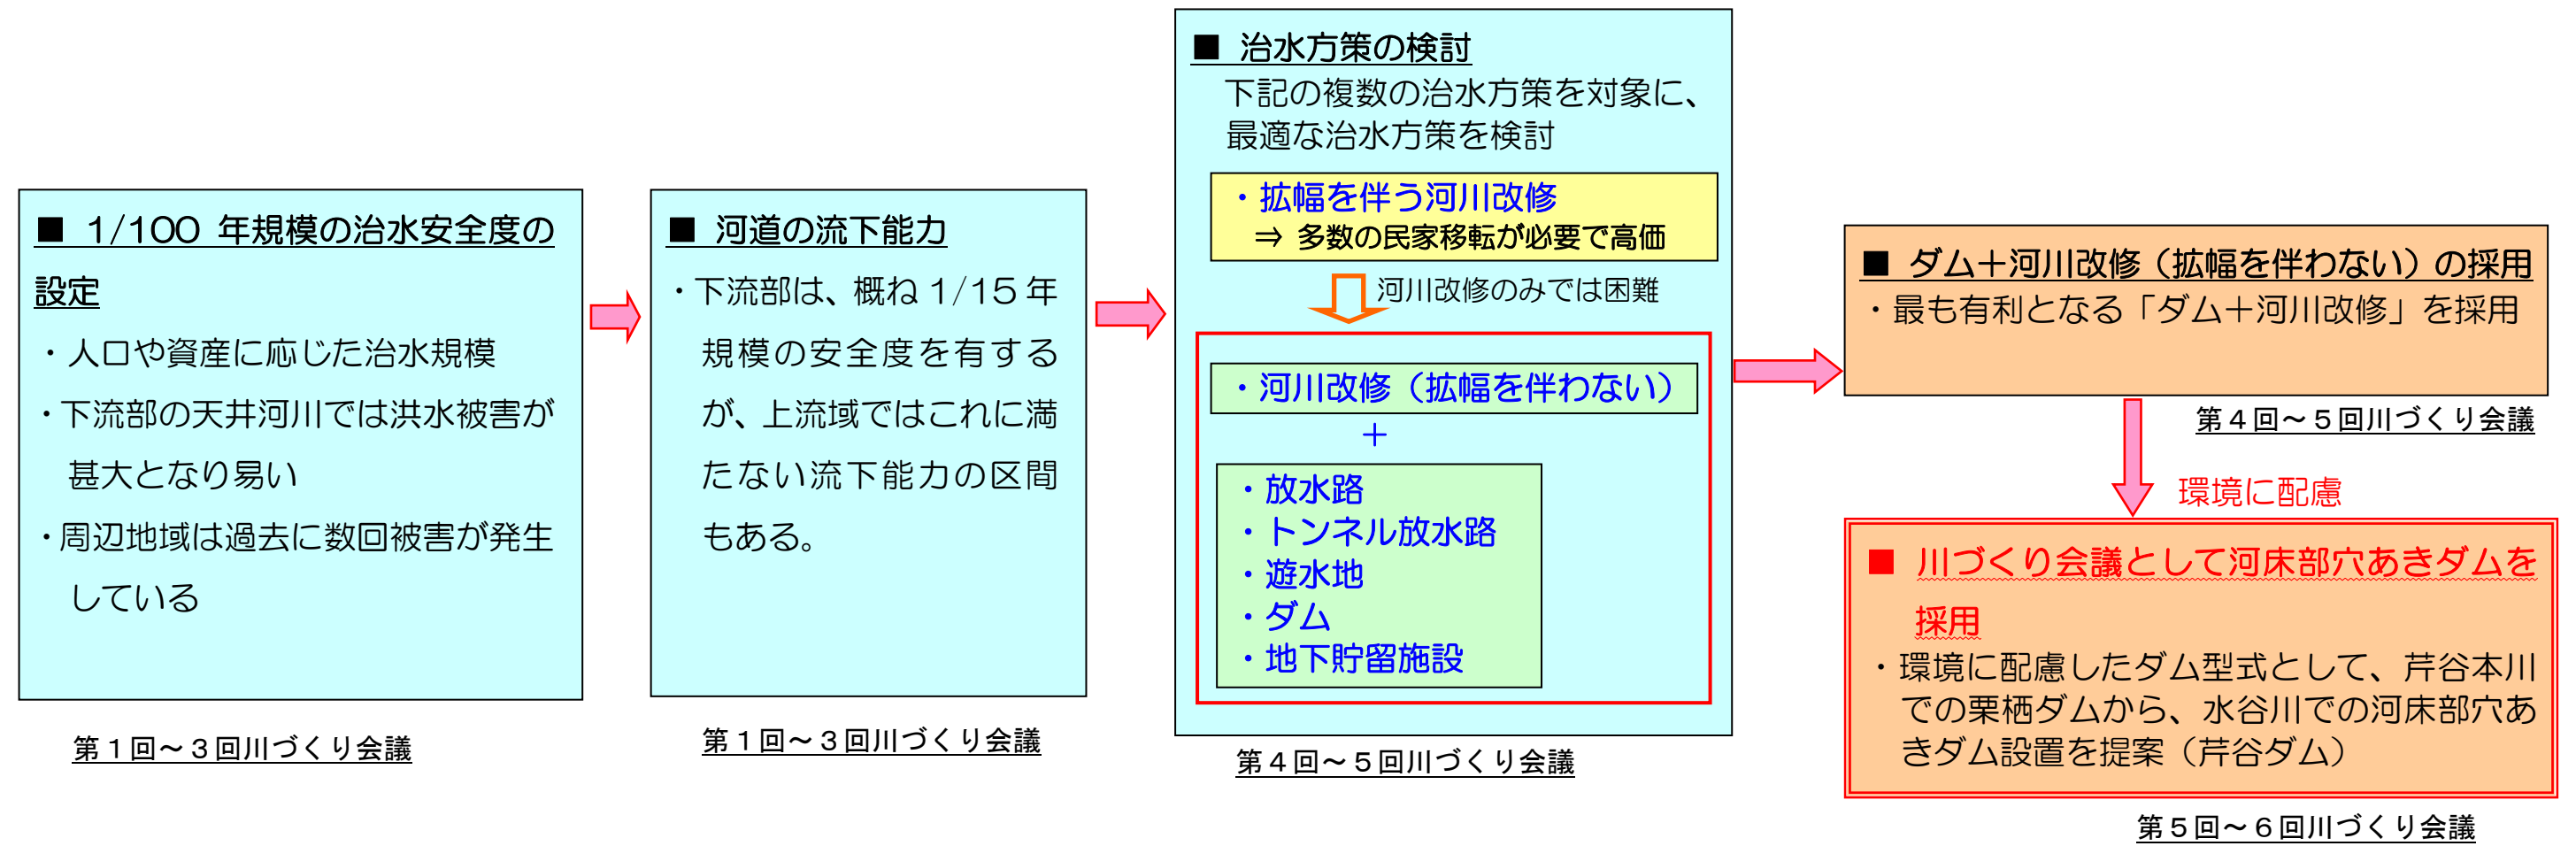 ■ 1/100 年規模の治水安全度の
設定
・人口や資産に応じた治水規模
・下流部の天井河川では洪水被害が
甚大となり易い
・周辺地域は過去に数回被害が発生
している
第1回～3回川づくり会議
■ 河道の流下能力
・下流部は、概ね 1/15 年
規模の安全度を有する
が、上流域ではこれに満
たない流下能力の区間
もある。
第1回～3回川づくり会議
■ 治水方策の検討
下記の複数の治水方策を対象に、
最適な治水方策を検討
・拡幅を伴う河川改修
⇒ 多数の民家移転が必要で高価
河川改修のみでは困難
・河川改修（拡幅を伴わない）
＋
・放水路
・トンネル放水路
・遊水地
・ダム
・地下貯留施設
第4回～5回川づくり会議
■ ダム＋河川改修（拡幅を伴わない）の採用
・最も有利となる「ダム＋河川改修」を採用
第4回～5回川づくり会議
環境に配慮
■ 川づくり会議として河床部穴あきダムを
採用
・環境に配慮したダム型式として、芹谷本川
での栗栖ダムから、水谷川での河床部穴あ
きダム設置を提案（芹谷ダム）
第5回～6回川づくり会議